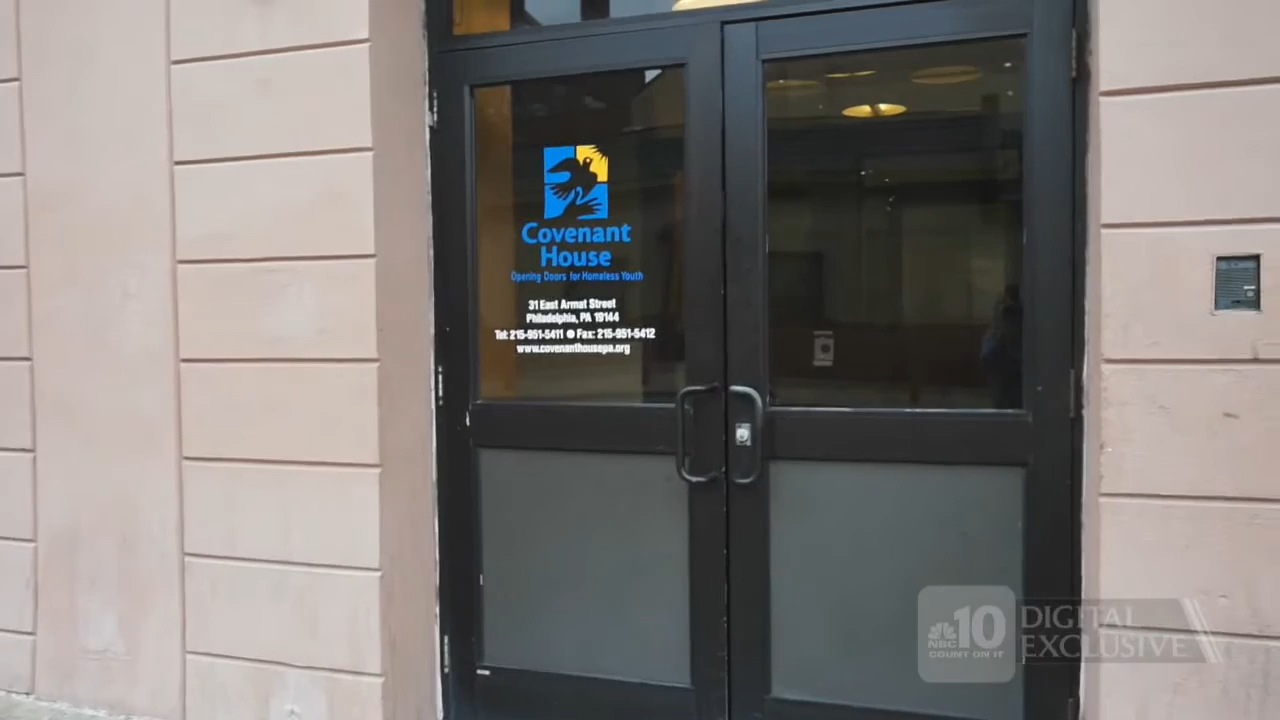 Covenant
House
Opening Doors for Homeless Youth
31 East Armat Street
Philadelphia, PA 19144
Tel: 215-951-5411 ● Fax: 215-951-5412
www.covenanthousepa.org
NBC 10
COUNT ON IT
DIGITAL
EXCLUSIVE